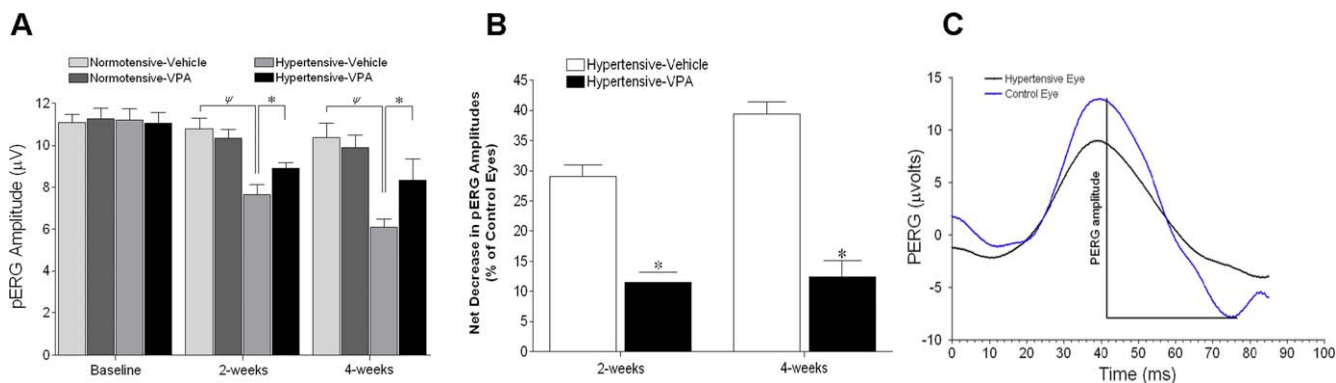 A
Normotensive-Vehicle
Hypertensive-Vehicle
Normotensive-VPA
Hypertensive-VPA
pERG Amplitude (μV)
12
10
8
6
4
2
0
ψ
*
ψ
*
Baseline
2-weeks
4-weeks
B
Hypertensive-Vehicle
Hypertensive-VPA
Net Decrease in pERG Amplitudes
(% of Control Eyes)
45
40
35
30
25
20
15
10
5
0
*
*
2-weeks
4-weeks
C
Hypertensive Eye
Control Eye
PERG (μvolts)
15
10
5
0
-5
-10
PERG amplitude
0 10 20 30 40 50 60 70 80 90 100
Time (ms)